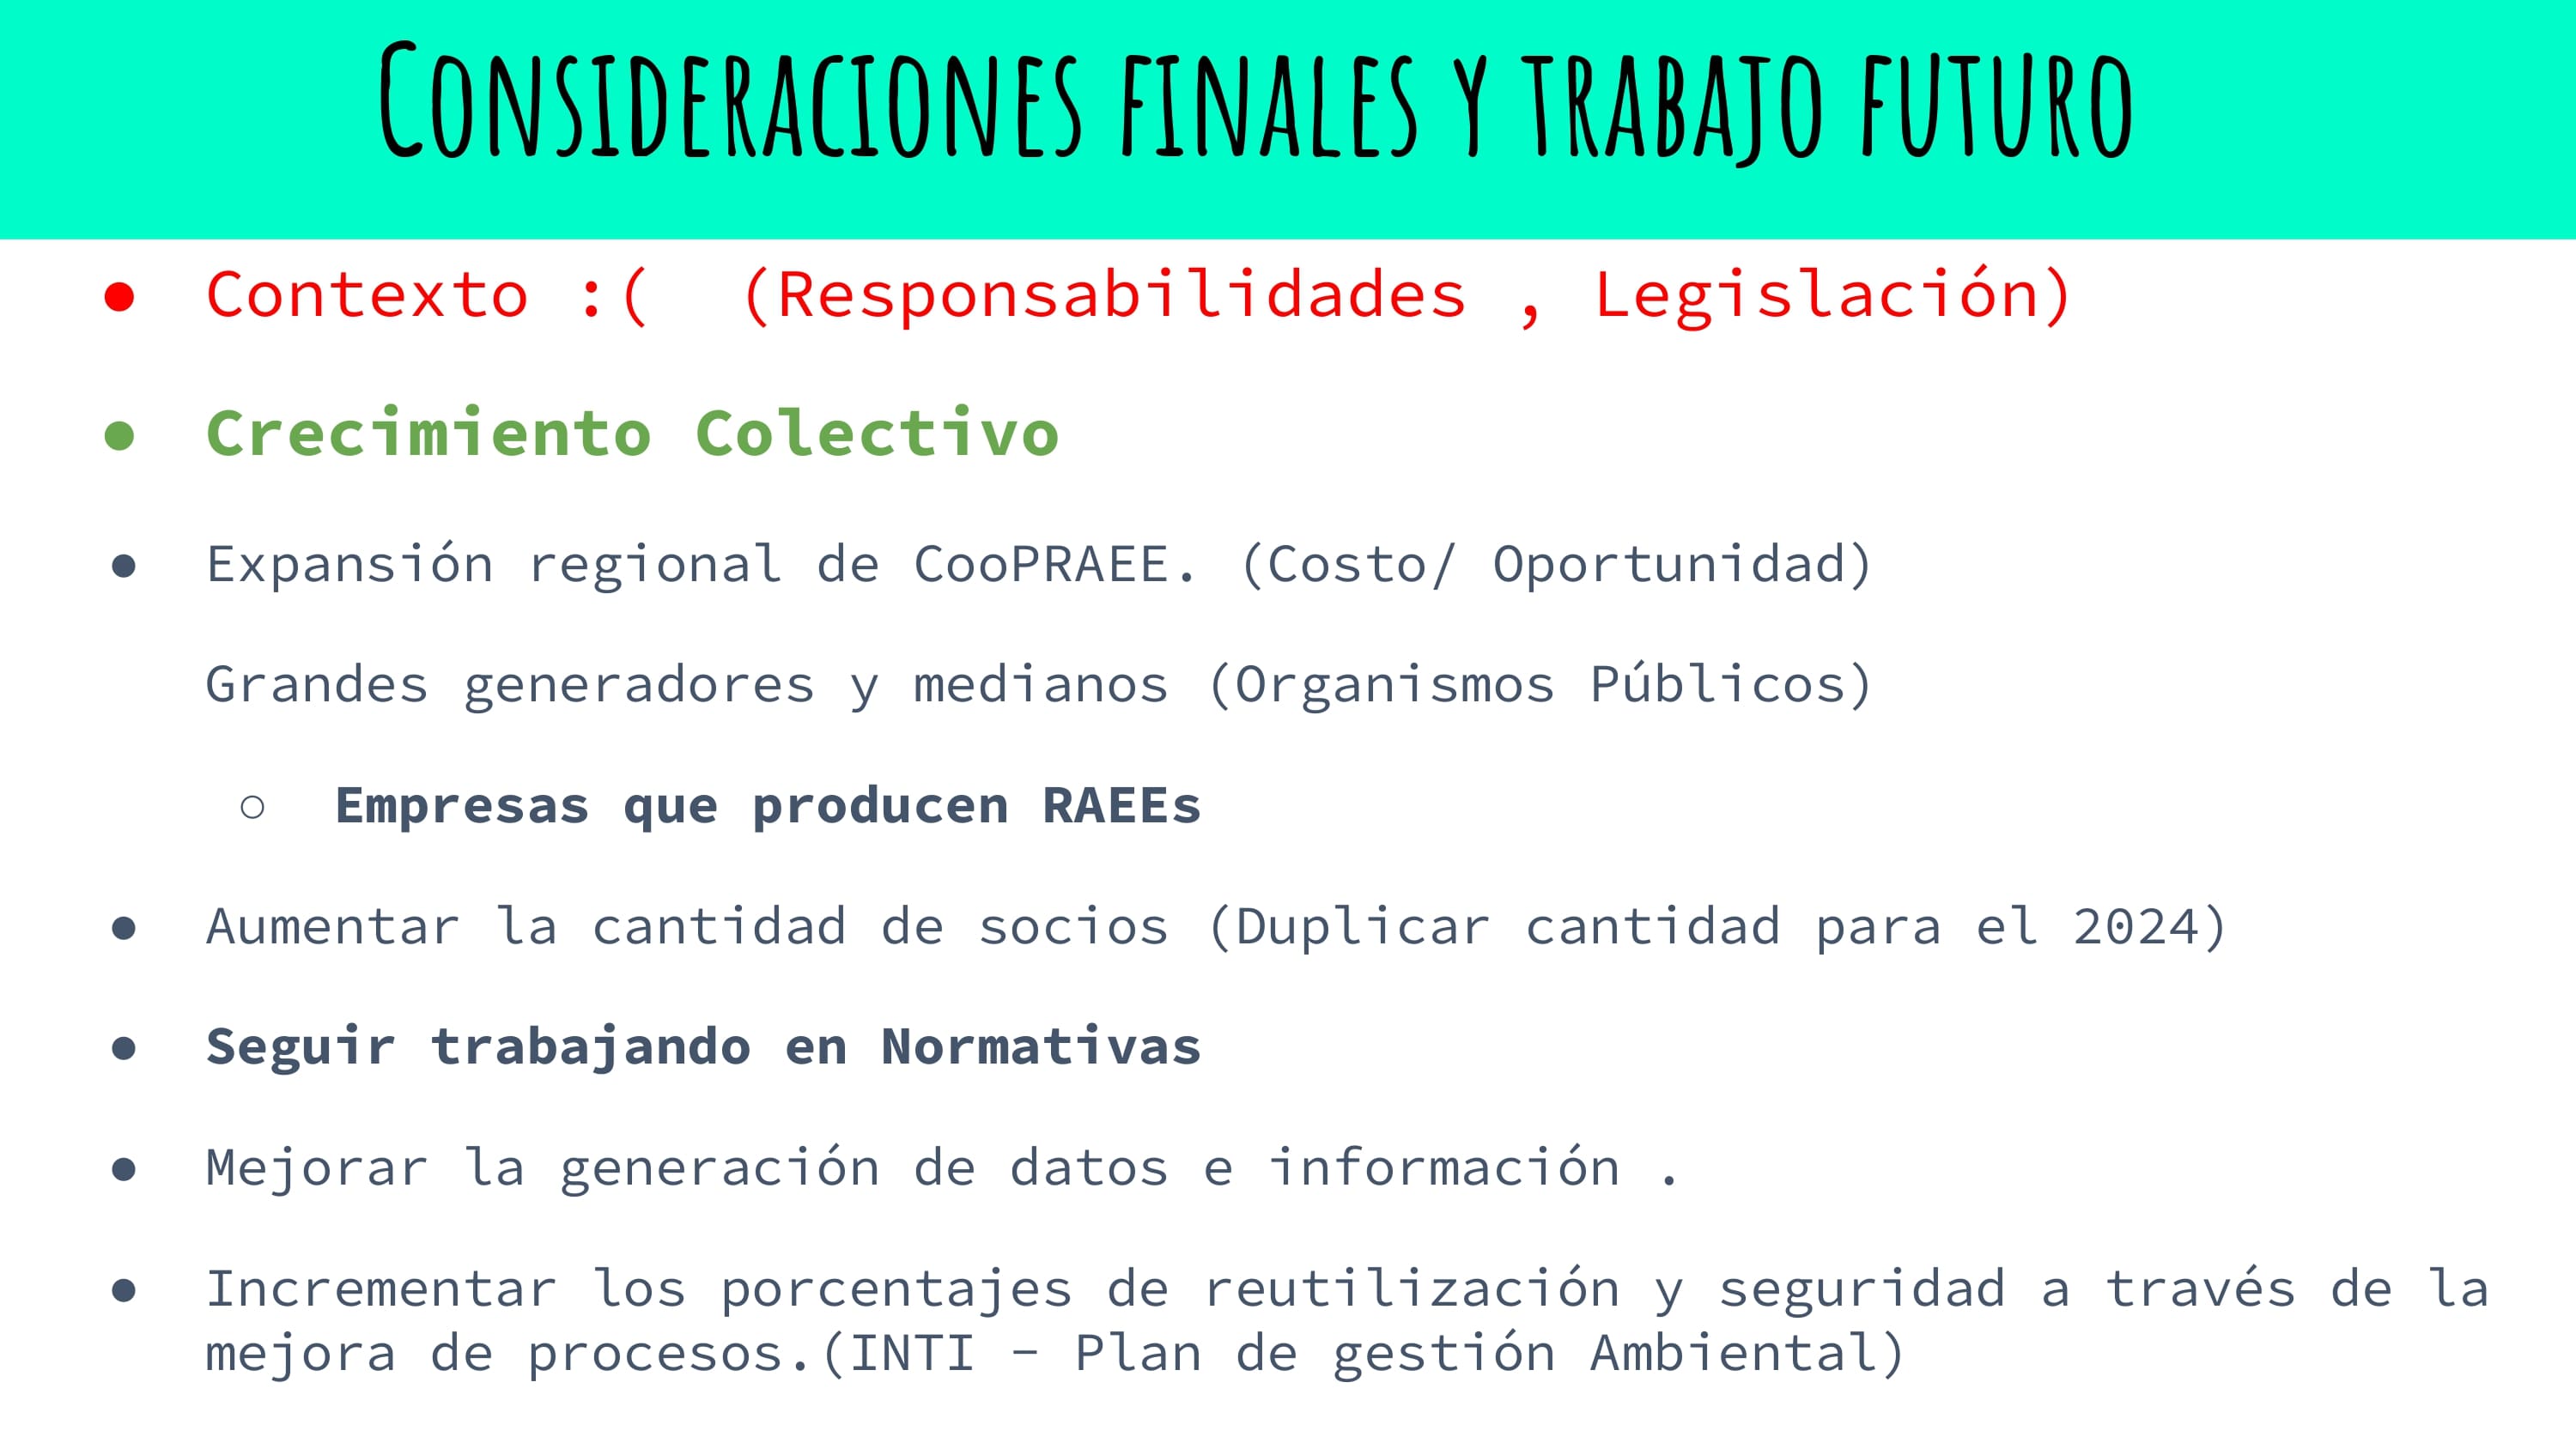 Consideraciones finales y trabajo futuro
● Contexto :( (Responsabilidades , Legislación)
● Crecimiento Colectivo
● Expansión regional de CooPRAEE. (Costo/ Oportunidad)
Grandes generadores y medianos (Organismos Públicos)
○ Empresas que producen RAEEs
● Aumentar la cantidad de socios (Duplicar cantidad para el 2024)
● Seguir trabajando en Normativas
● Mejorar la generación de datos e información .
● Incrementar los porcentajes de reutilización y seguridad a través de la
mejora de procesos.(INTI - Plan de gestión Ambiental)